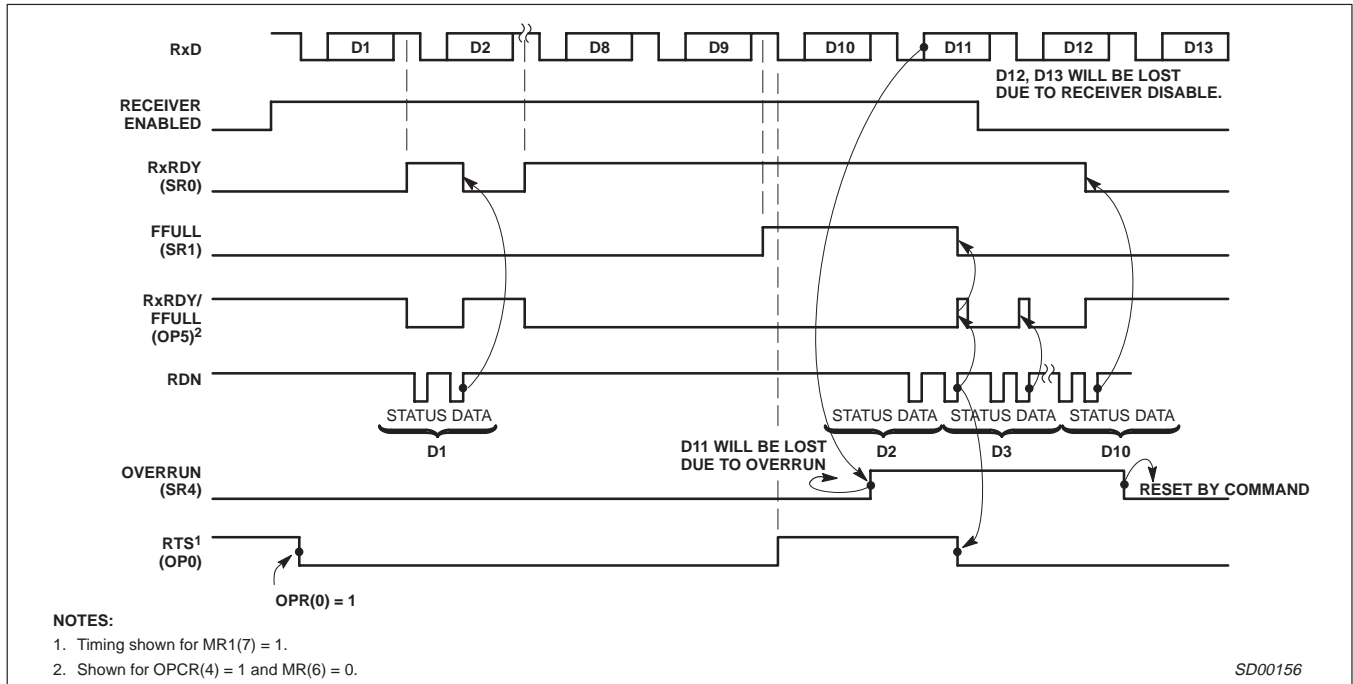 RxD
D1 D2 D8 D9 D10 D11 D12 D13
D12, D13 WILL BE LOST
DUE TO RECEIVER DISABLE.
RECEIVER
ENABLED
RxRDY
(SR0)
FFULL
(SR1)
RxRDY/
FFULL
(OP5)2
RDN
STATUS DATA STATUS DATA STATUS DATA STATUS DATA
D1 D2 D3 D10
D11 WILL BE LOST
DUE TO OVERRUN
OVERRUN
(SR4)
RESET BY COMMAND
RTS1
(OP0)
OPR(0) = 1
NOTES:
1. Timing shown for MR1(7) = 1.
2. Shown for OPCR(4) = 1 and MR(6) = 0.
SD00156